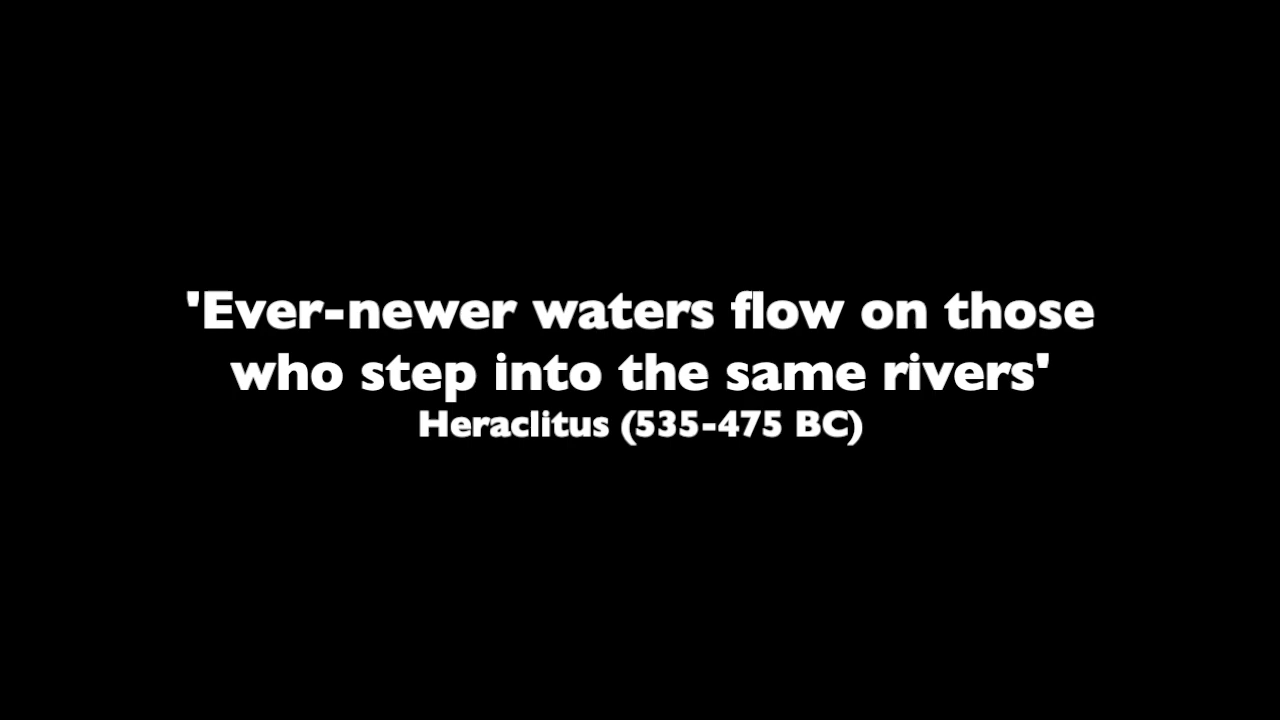 'Ever-newer waters flow on those
who step into the same rivers'
Heraclitus (535-475 BC)